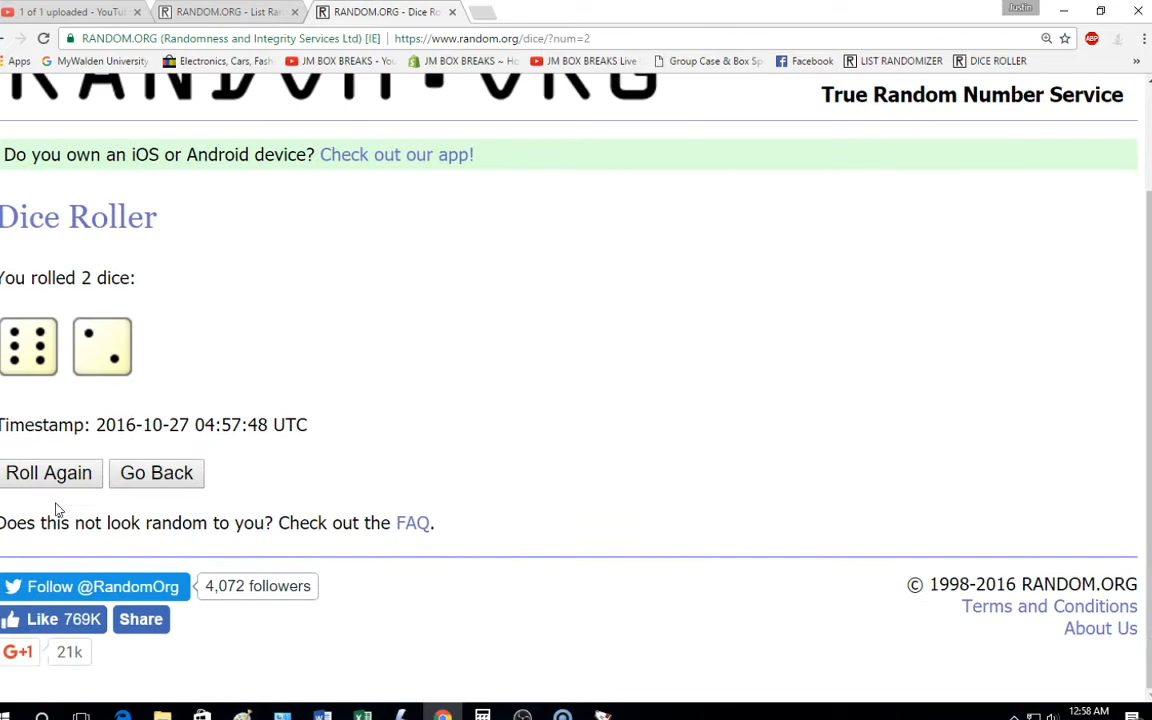 1 of 1 uploaded - YouTu
RANDOM.ORG - List Ran
RANDOM.ORG - Dice Ro
Justin
RANDOM.ORG (Randomness and Integrity Services Ltd) [IE]
https://www.random.org/dice/?num=2
ABP
Apps
MyWalden University
Electronics, Cars, Fash
JM BOX BREAKS - Yo
JM BOX BREAKS ~ Ho
JM BOX BREAKS Live
Group Case & Box Sp
Facebook
LIST RANDOMIZER
DICE ROLLER
RANDOM.ORG
True Random Number Service
Do you own an iOS or Android device? Check out our app!
Dice Roller
You rolled 2 dice:
Timestamp: 2016-10-27 04:57:48 UTC
Roll Again
Go Back
Does this not look random to you? Check out the FAQ.
Follow @RandomOrg
4,072 followers
© 1998-2016 RANDOM.ORG
Like 769K
Share
Terms and Conditions
G+1
21k
About Us
12:58 AM